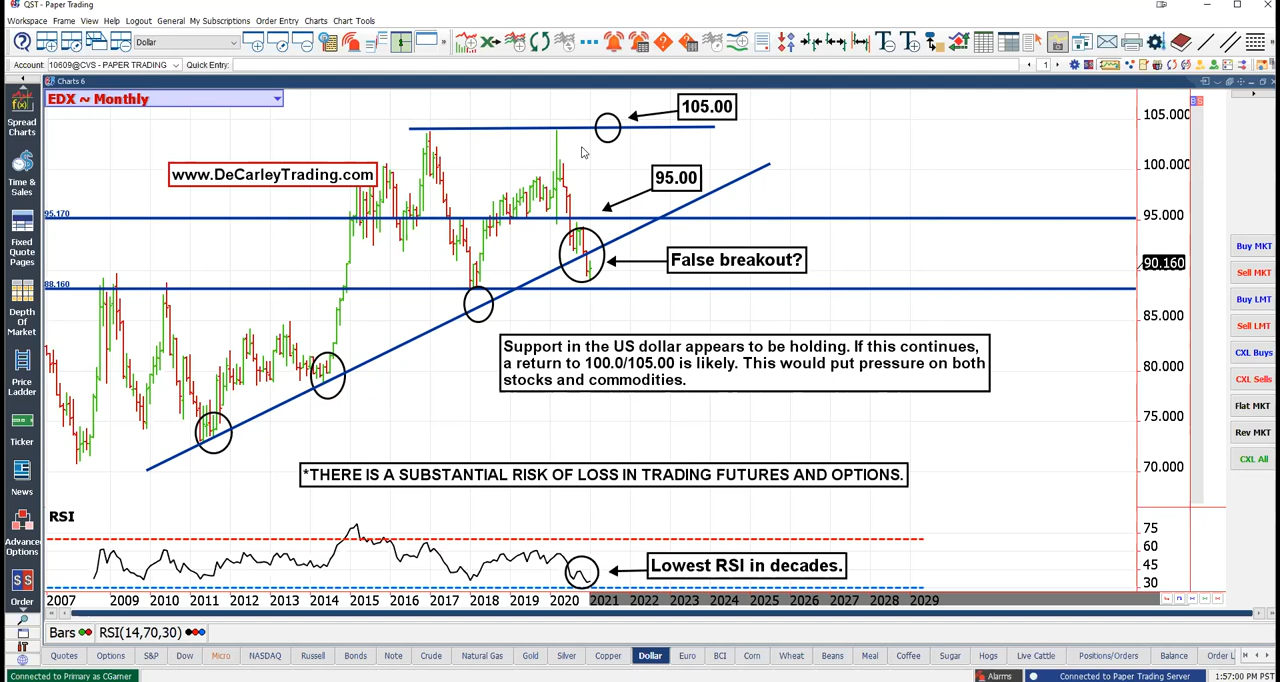 QST - Paper Trading
Workspace Frame View Help Logout General My Subscriptions Order Entry Charts Chart Tools
Dollar
Account: 10609@CVS - PAPER TRADING Quick Entry: 1
Charts 6
EDX ~ Monthly
Spread
Charts
Time &
Sales
Fixed
Quote
Pages
Depth
Of
Market
Price
Ladder
Ticker
News
Advance
Options
Order
105.00
www.DeCarleyTrading.com
95.00
95.170
False breakout?
88.160
Support in the US dollar appears to be holding. If this continues,
a return to 100.0/105.00 is likely. This would put pressure on both
stocks and commodities.
*THERE IS A SUBSTANTIAL RISK OF LOSS IN TRADING FUTURES AND OPTIONS.
105.000
100.000
95.000
90.160
85.000
80.000
75.000
70.000
Buy MKT
Sell MKT
Buy LMT
Sell LMT
CXL Buys
CXL Sells
Flat MKT
Rev MKT
CXL All
RSI
Lowest RSI in decades.
75
60
45
30
2007 2009 2010 2011 2012 2013 2014 2015 2016 2017 2018 2019 2020 2021 2022 2023 2024 2025 2026 2027 2028 2029
Bars RSI(14,70,30)
Quotes Options S&P Dow Micro NASDAQ Russell Bonds Note Crude Natural Gas Gold Silver Copper Dollar Euro BCI Corn Wheat Beans Meal Coffee Sugar Hogs Live Cattle Positions/Orders Balance Order L
Connected to Primary as CGarner Alarms Connected to Paper Trading Server 1:57:00 PM PST